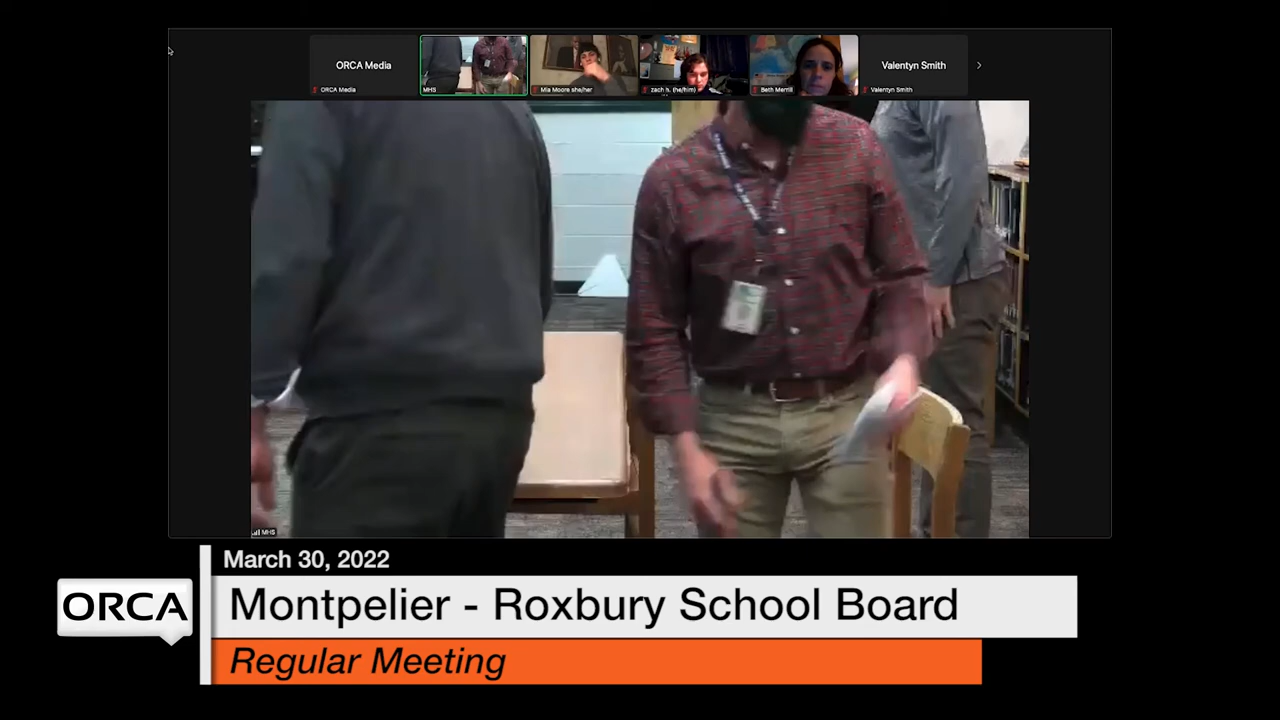 ORCA Media
Valentyn Smith
ORCA Media
MHS
Mia Moore she/her
zach h. (he/him)
Beth Merrill
Valentyn Smith
MHS
March 30, 2022
ORCA
Montpelier - Roxbury School Board
Regular Meeting